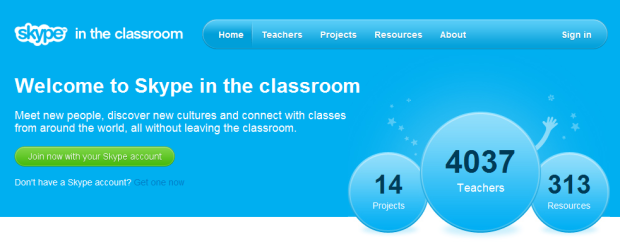 skype in the classroom
Home Teachers Projects Resources About Sign in
Welcome to Skype in the classroom
Meet new people, discover new cultures and connect with classes
from around the world, all without leaving the classroom.
Join now with your Skype account
Don't have a Skype account? Get one now
14
Projects
4037
Teachers
313
Resources